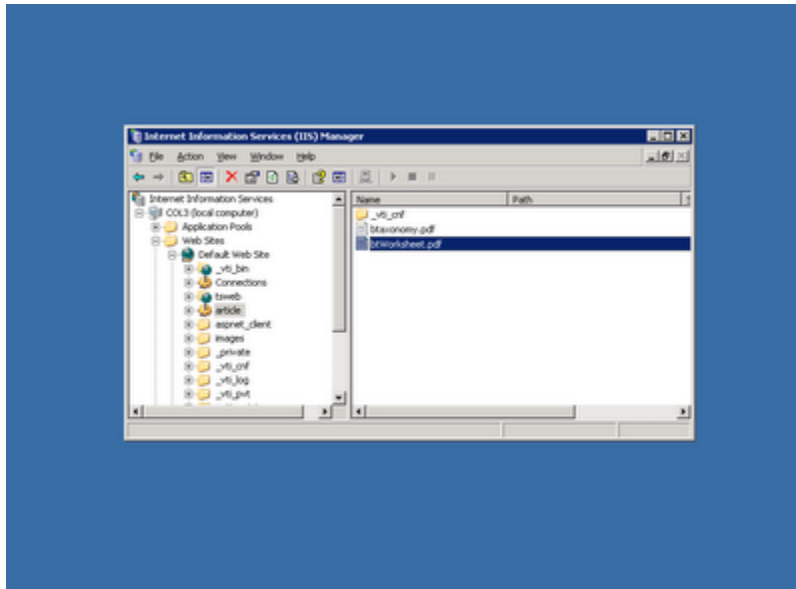 Internet Information Services (IIS) Manager
File Action View Window Help
Internet Information Services
COL3 (local computer)
Application Pools
Web Sites
Default Web Site
_vti_bin
Connections
tsweb
article
aspnet_client
images
_private
_vti_cnf
_vti_log
_vti_pvt
Name Path
_vti_cnf
btaxonomy.pdf
btWorksheet.pdf